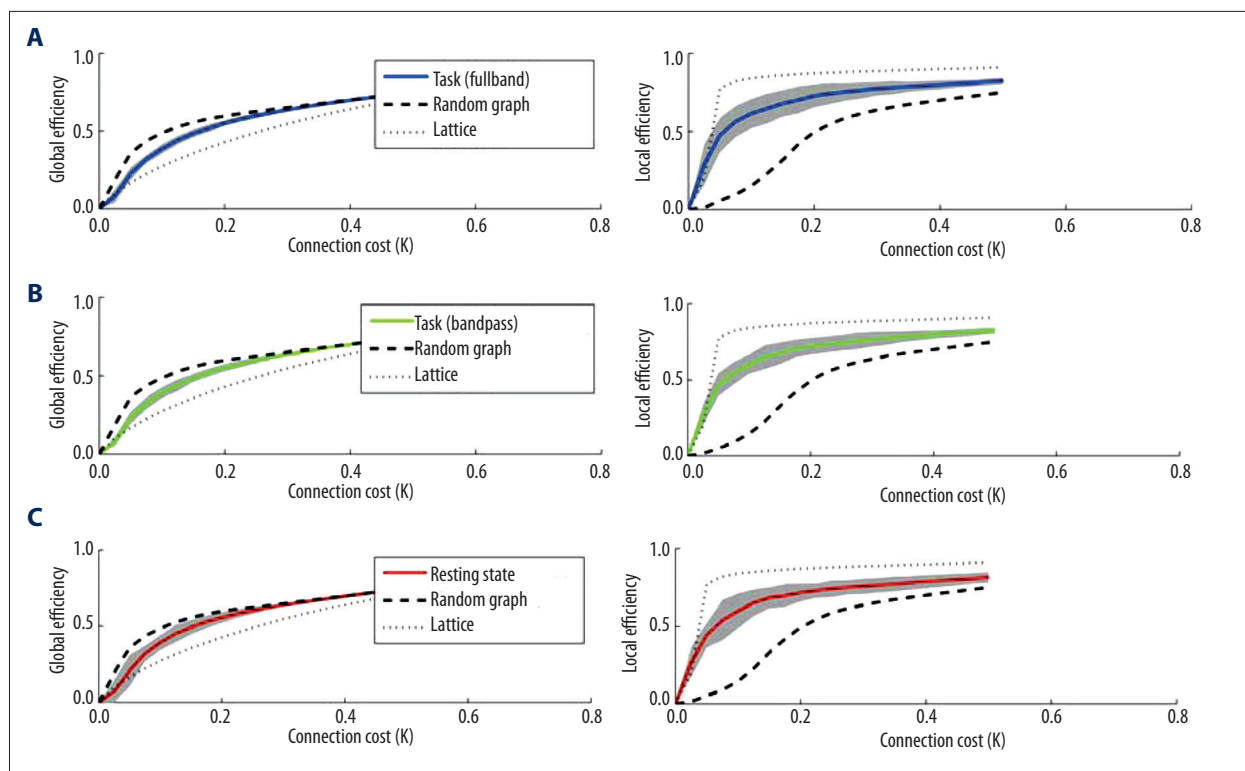 A
1.0
0.5
0.0
Global efficiency
Task (fullband)
Random graph
Lattice
0.0
0.2
0.4
0.6
0.8
Connection cost (K)
1.0
0.5
0.0
Local efficiency
0.0
0.2
0.4
0.6
0.8
Connection cost (K)
B
1.0
0.5
0.0
Global efficiency
Task (bandpass)
Random graph
Lattice
0.0
0.2
0.4
0.6
0.8
Connection cost (K)
1.0
0.5
0.0
Local efficiency
0.0
0.2
0.4
0.6
0.8
Connection cost (K)
C
1.0
0.5
0.0
Global efficiency
Resting state
Random graph
Lattice
0.0
0.2
0.4
0.6
0.8
Connection cost (K)
1.0
0.5
0.0
Local efficiency
0.0
0.2
0.4
0.6
0.8
Connection cost (K)